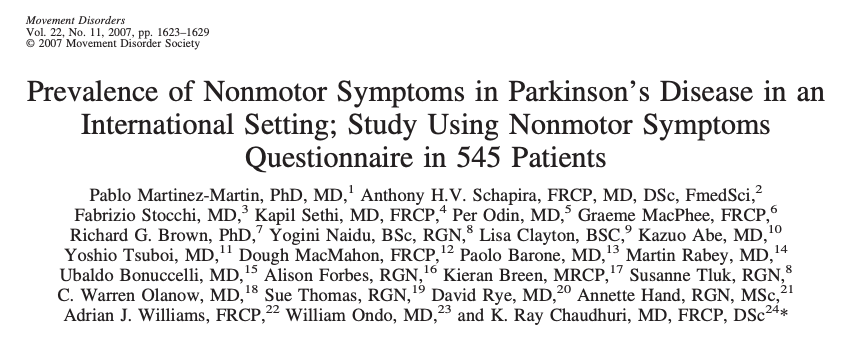 Movement Disorders
Vol. 22, No. 11, 2007, pp. 1623–1629
© 2007 Movement Disorder Society
Prevalence of Nonmotor Symptoms in Parkinson’s Disease in an
International Setting; Study Using Nonmotor Symptoms
Questionnaire in 545 Patients
Pablo Martinez-Martin, PhD, MD,1 Anthony H.V. Schapira, FRCP, MD, DSc, FmedSci,2
Fabrizio Stocchi, MD,3 Kapil Sethi, MD, FRCP,4 Per Odin, MD,5 Graeme MacPhee, FRCP,6
Richard G. Brown, PhD,7 Yogini Naidu, BSc, RGN,8 Lisa Clayton, BSC,9 Kazuo Abe, MD,10
Yoshio Tsuboi, MD,11 Dough MacMahon, FRCP,12 Paolo Barone, MD,13 Martin Rabey, MD,14
Ubaldo Bonuccelli, MD,15 Alison Forbes, RGN,16 Kieran Breen, MRCP,17 Susanne Tluk, RGN,8
C. Warren Olanow, MD,18 Sue Thomas, RGN,19 David Rye, MD,20 Annette Hand, RGN, MSc,21
Adrian J. Williams, FRCP,22 William Ondo, MD,23 and K. Ray Chaudhuri, MD, FRCP, DSc24*